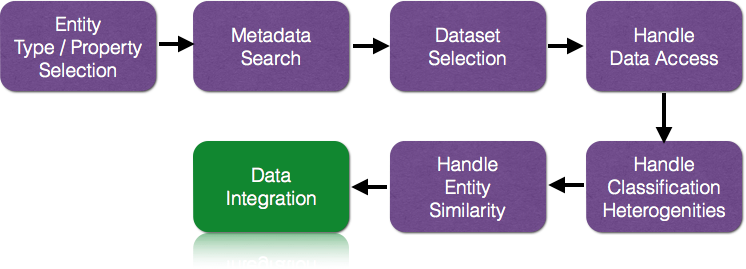 Entity
Type / Property
Selection
Metadata
Search
Dataset
Selection
Handle
Data Access
Handle
Classification
Heterogenities
Handle
Entity
Similarity
Data
Integration